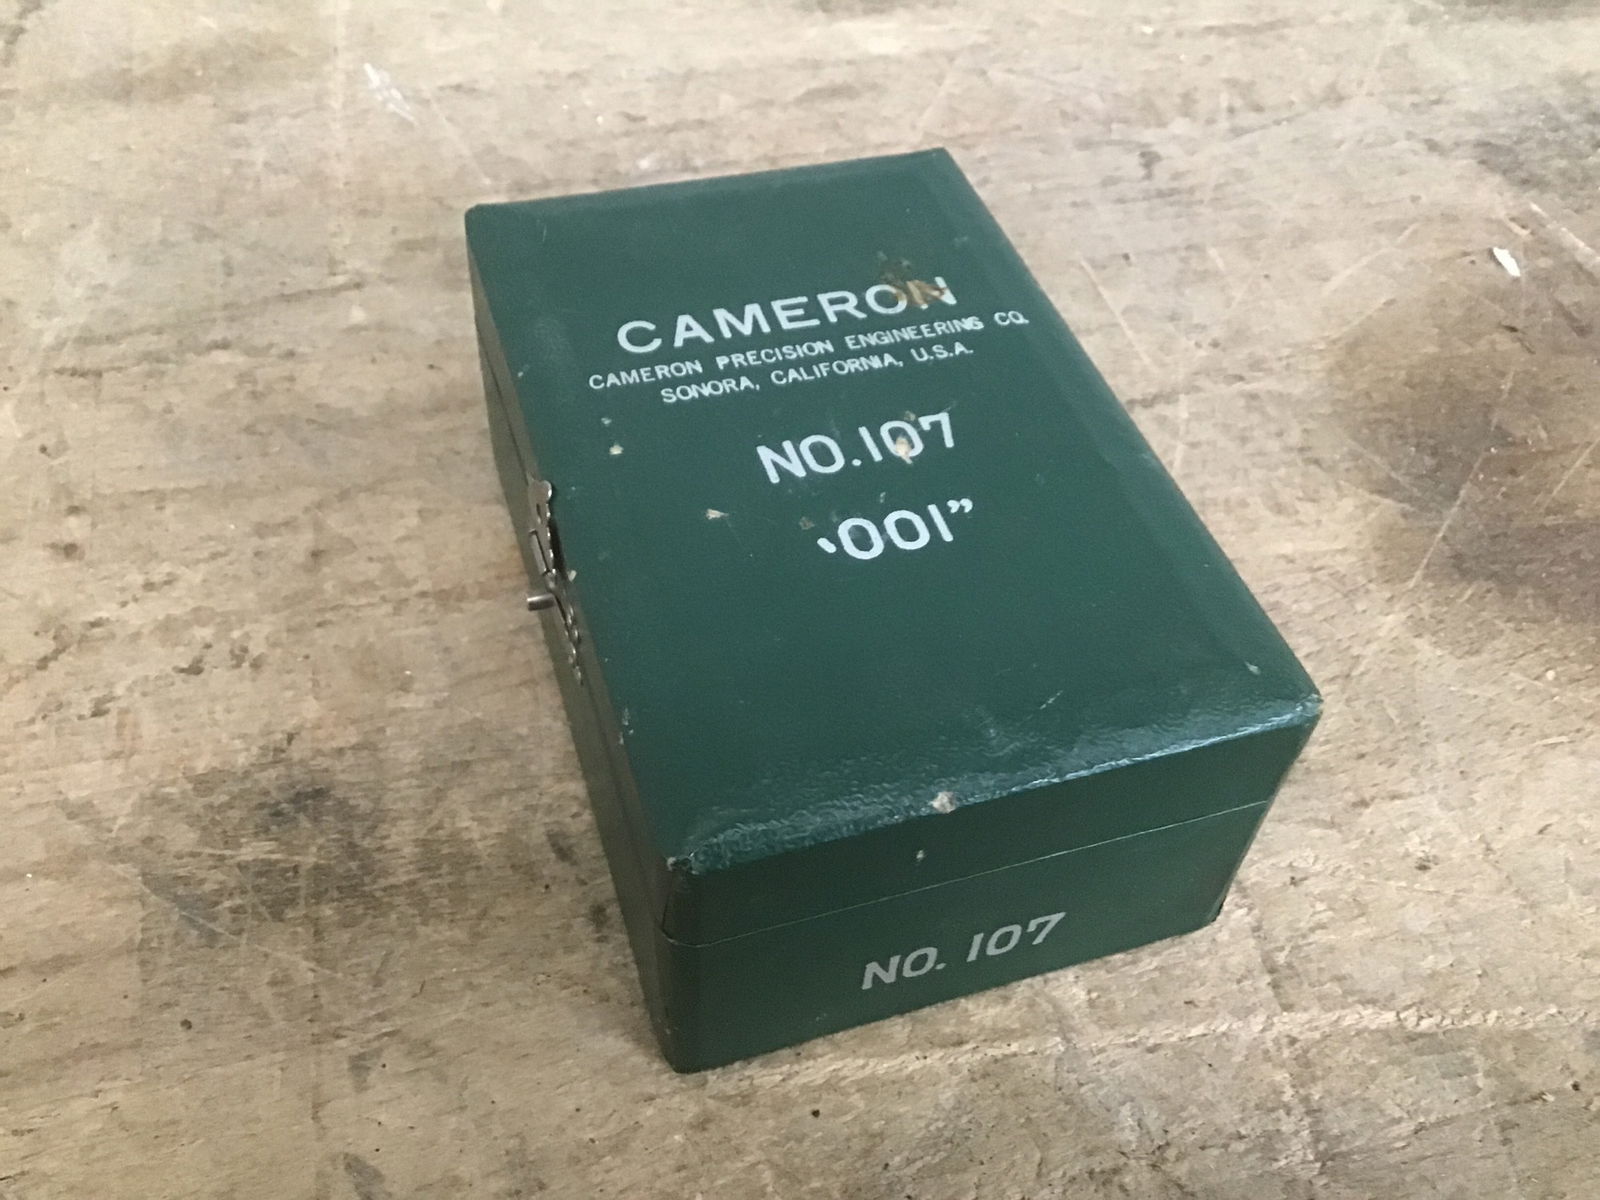 CAMERON
CAMERON PRECISION ENGINEERING CO.
SONORA, CALIFORNIA, U.S.A.
NO.107
‘001”
NO. 107